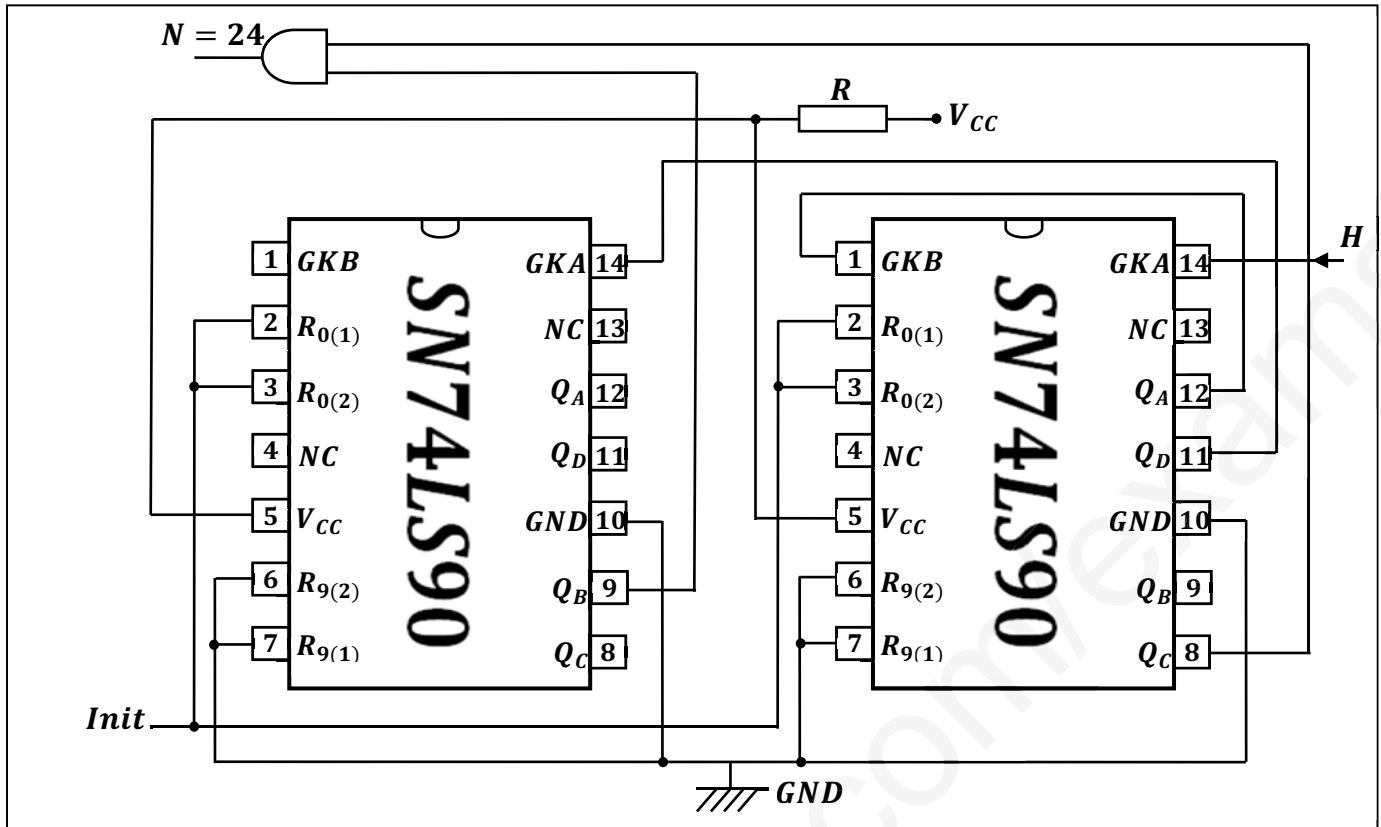 N = 24
R
V_CC
H
1 GKB GKA 14
2 R_0(1) NC 13
3 R_0(2) Q_A 12
4 NC Q_D 11
5 V_CC GND 10
6 R_9(2) Q_B 9
7 R_9(1) Q_C 8
SN74LS90
1 GKB GKA 14
2 R_0(1) NC 13
3 R_0(2) Q_A 12
4 NC Q_D 11
5 V_CC GND 10
6 R_9(2) Q_B 9
7 R_9(1) Q_C 8
SN74LS90
Init
GND
com/exams